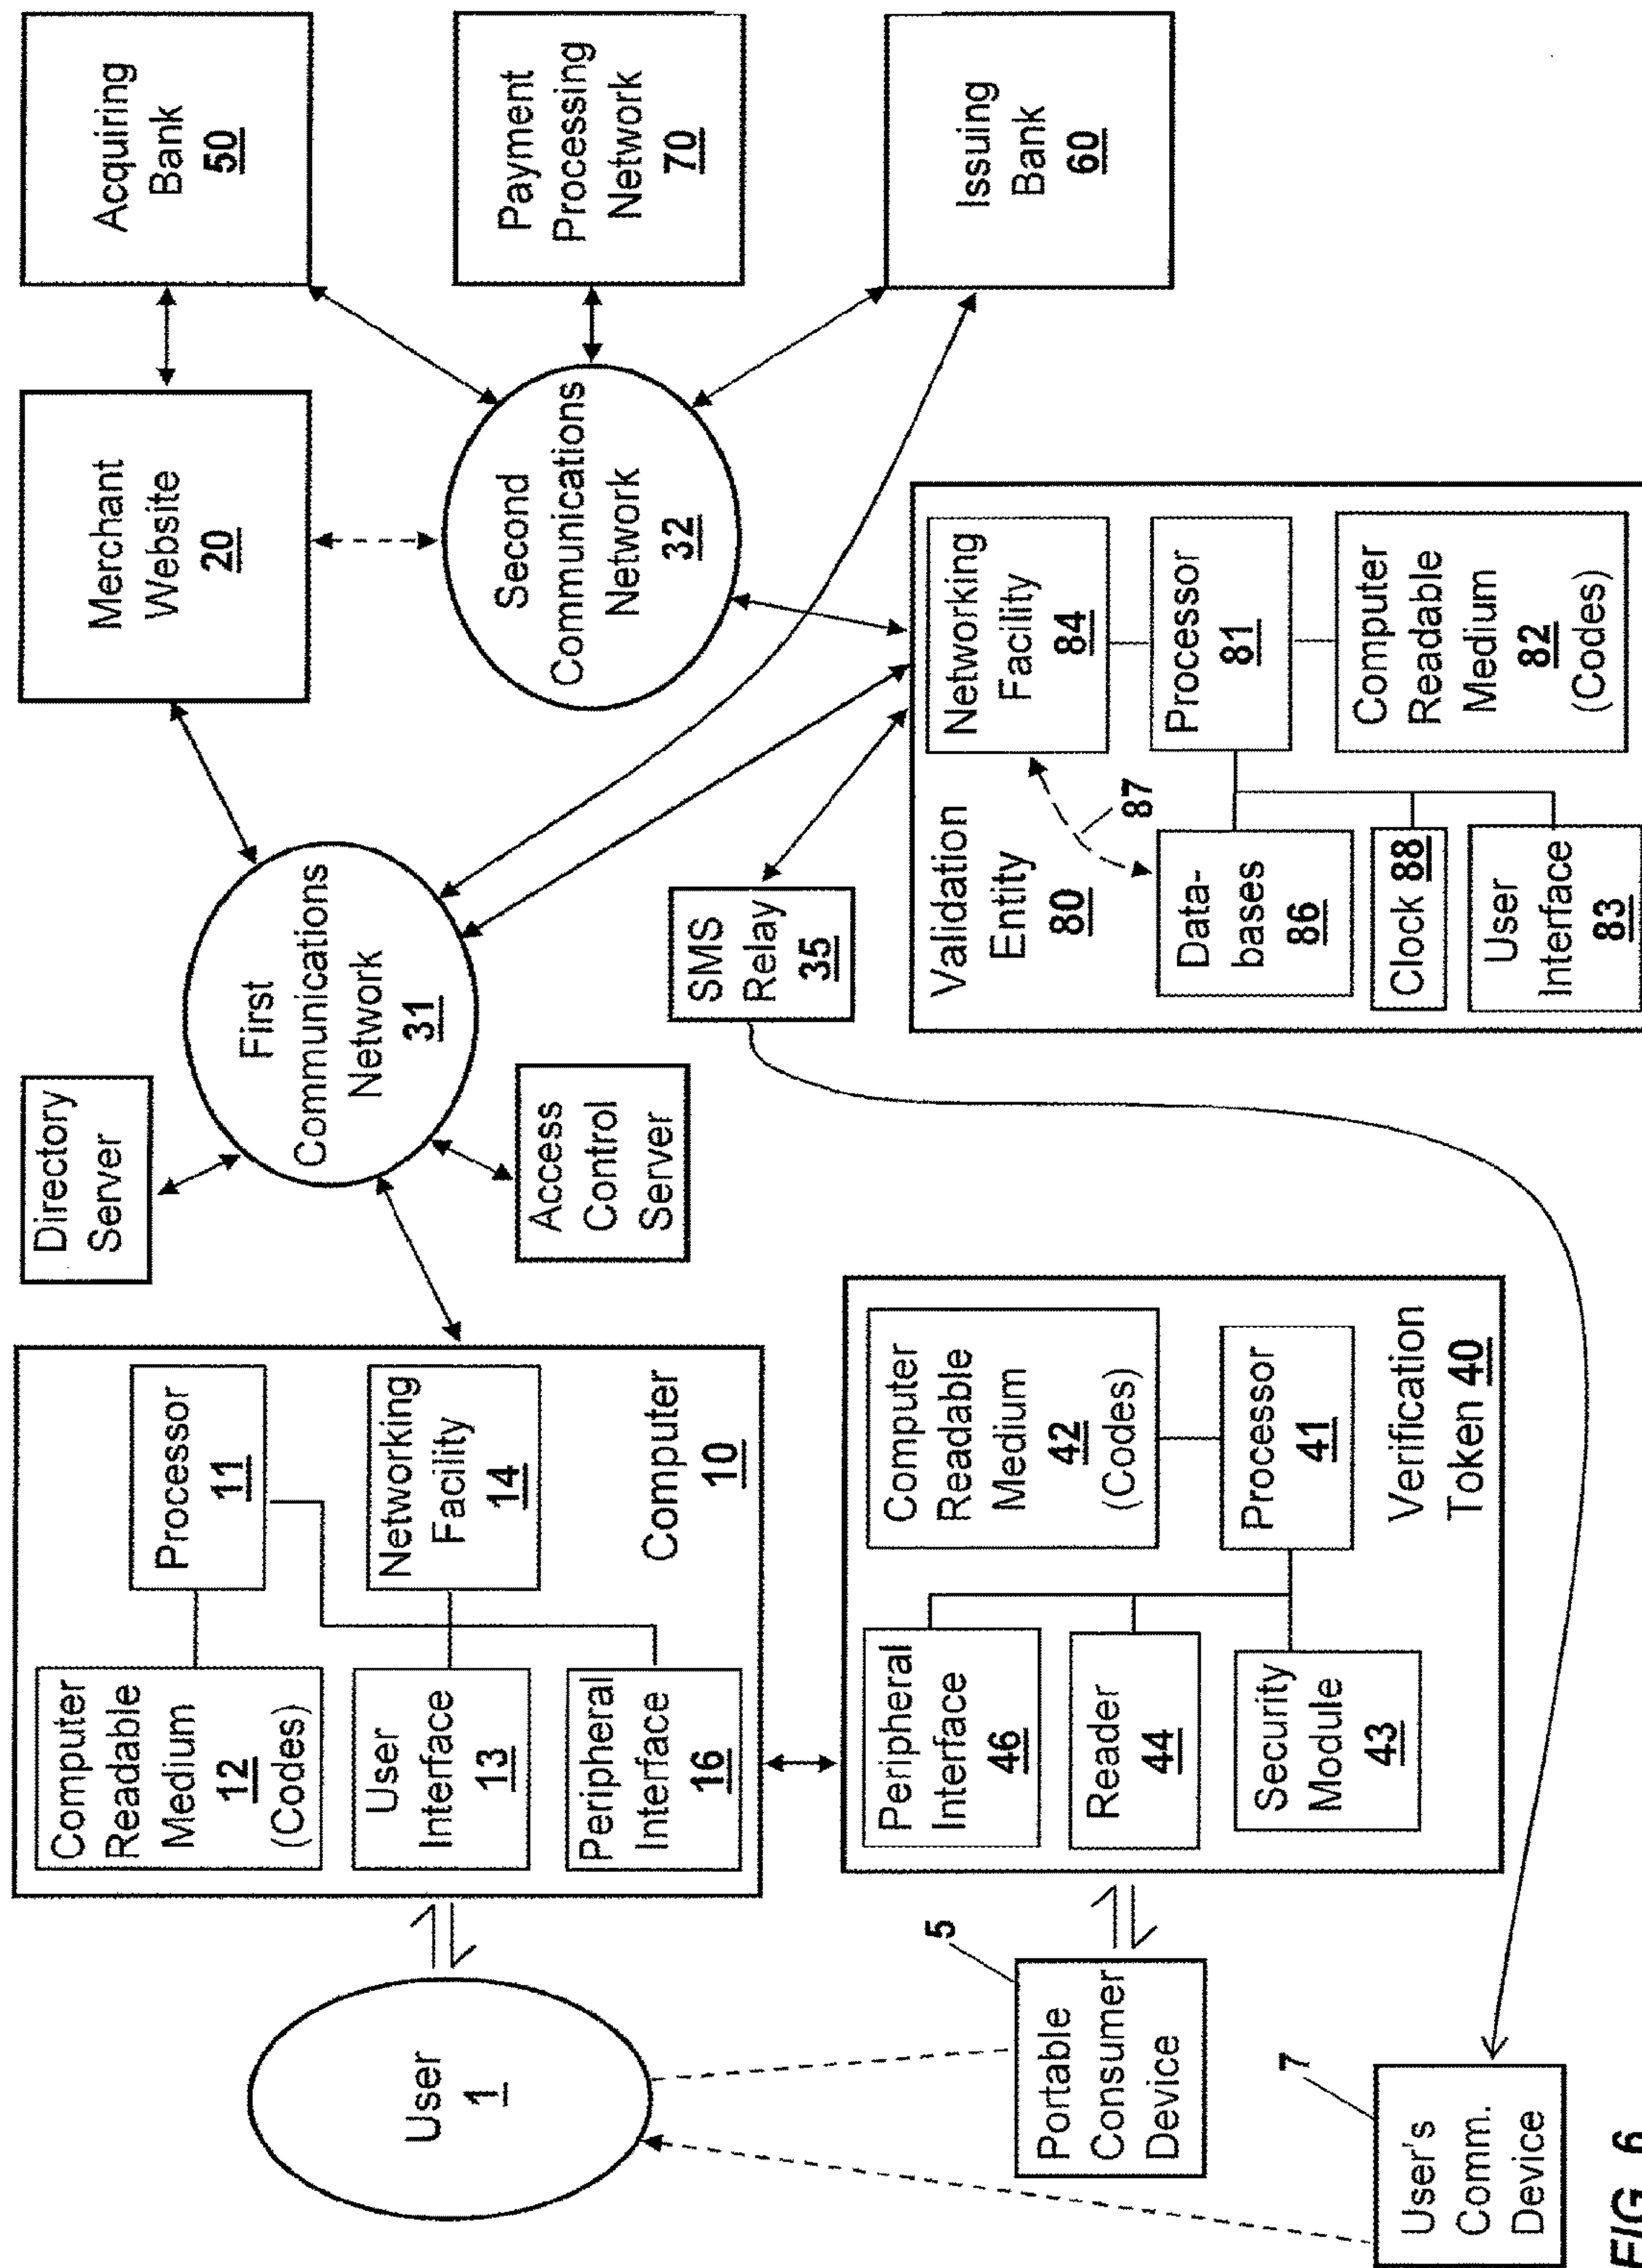 User
1
Computer
Readable
Medium
12
(Codes)
Processor
11
User
Interface
13
Networking
Facility
14
Peripheral
Interface
16
Computer
10
Directory
Server
Access
Control
Server
First
Communications
Network
31
Merchant
Website
20
Acquiring
Bank
50
Second
Communications
Network
32
Payment
Processing
Network
70
Issuing
Bank
60
5
Portable
Consumer
Device
Peripheral
Interface
46
Reader
44
Security
Module
43
Computer
Readable
Medium
42
(Codes)
Processor
41
Verification
Token 40
SMS
Relay
35
Validation
Entity
80
Networking
Facility
84
87
Data-
bases
86
Processor
81
Clock 88
User
Interface
83
Computer
Readable
Medium
82
(Codes)
7
User's
Comm.
Device
FIG. 6